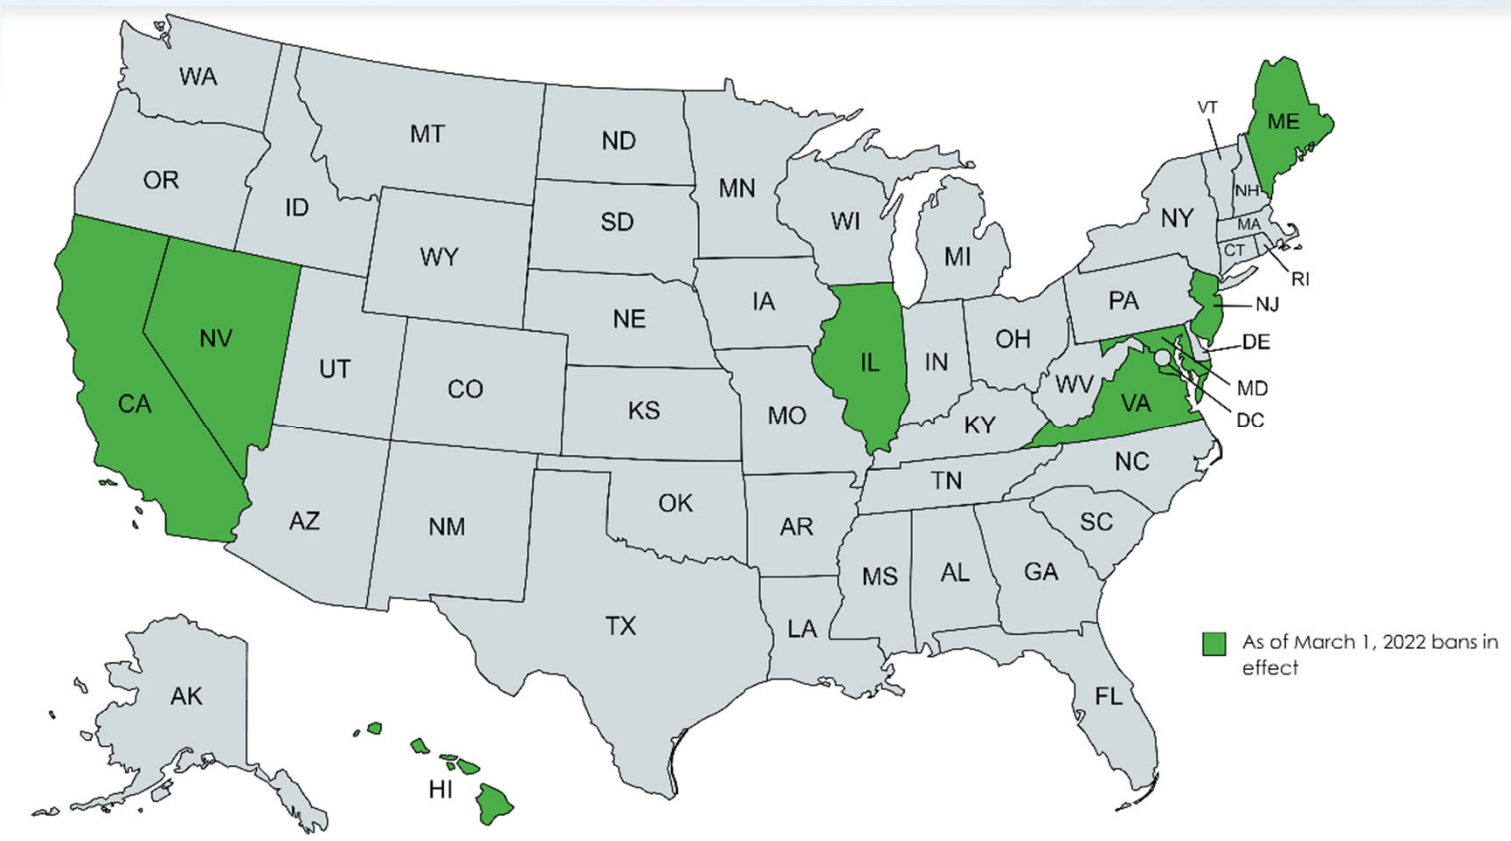 WA
MT
ND
MN
VT
ME
OR
ID
SD
WI
NH
NY
MA
WY
MI
CT
RI
IA
PA
NJ
NE
NV
OH
DE
UT
CO
IL
IN
WV
MD
CA
KS
MO
VA
DC
KY
NC
TN
OK
AZ
NM
AR
SC
MS
AL
GA
TX
LA
As of March 1, 2022 bans in
effect
AK
FL
HI